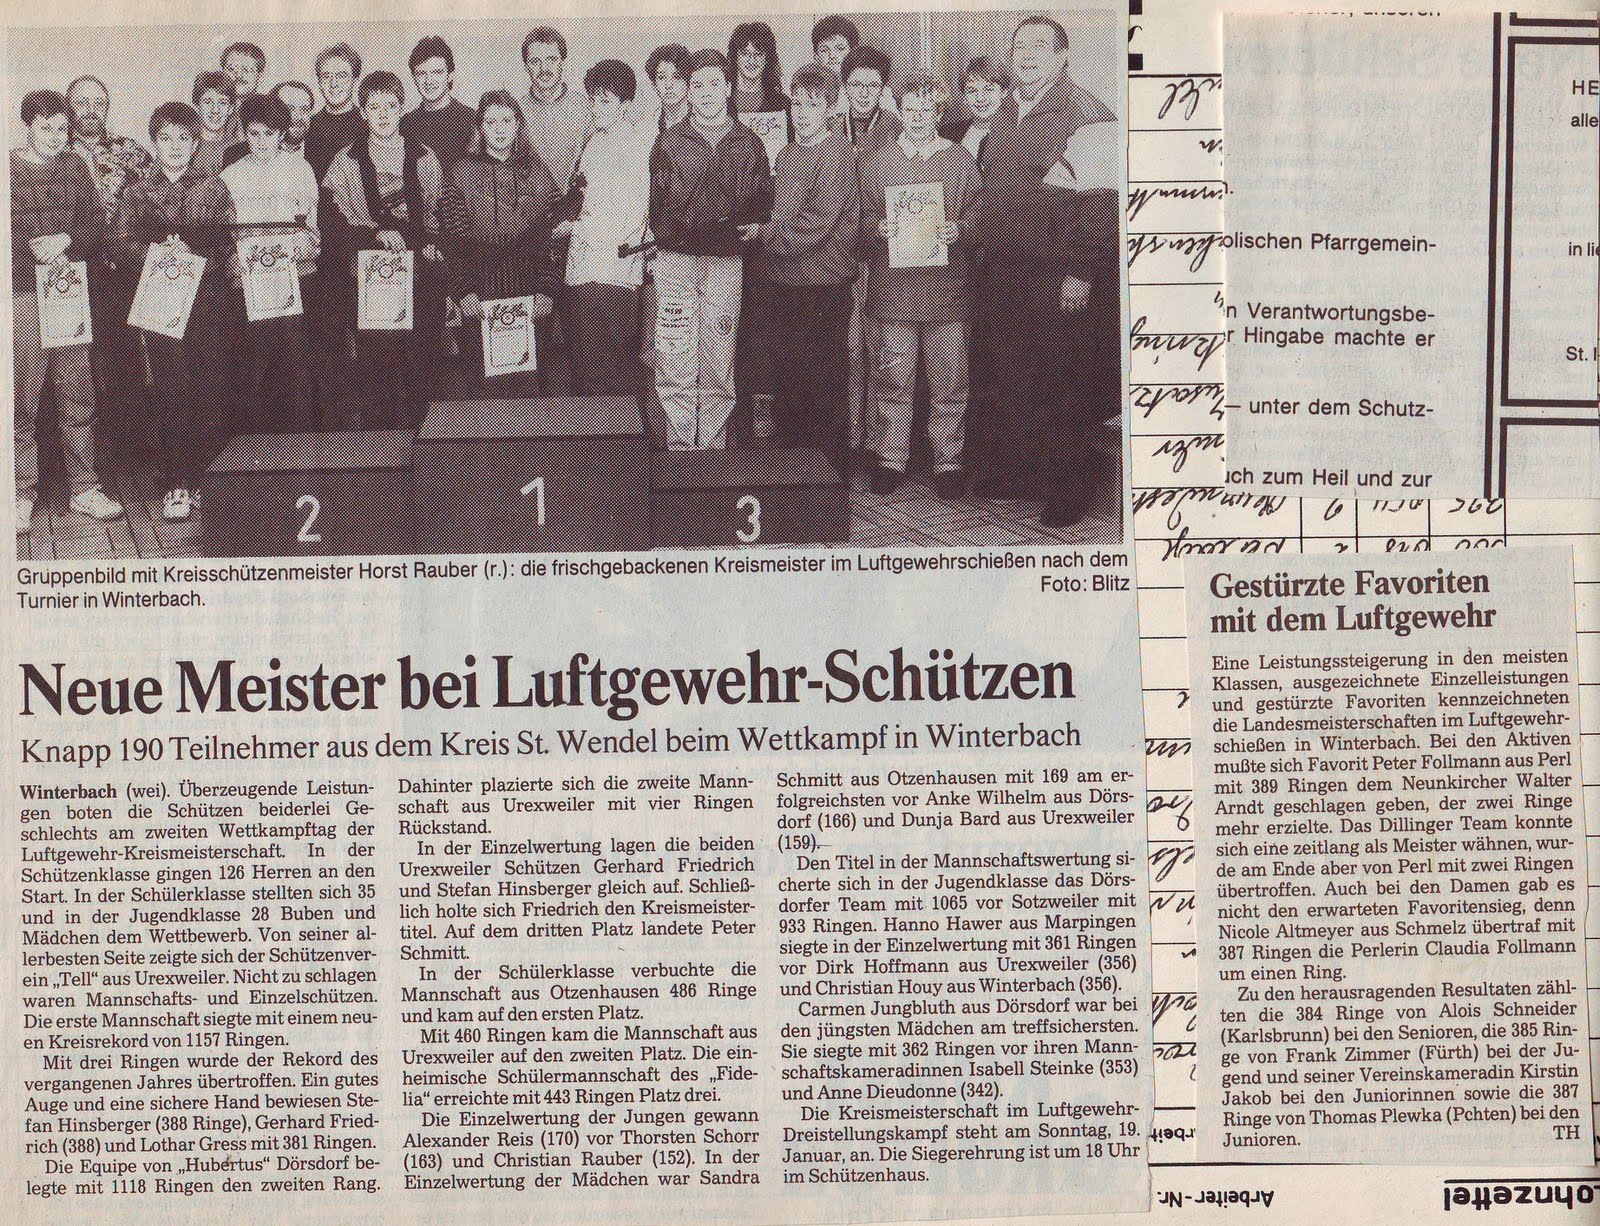 2
1
3
Gruppenbild mit Kreisschützenmeister Horst Rauber (r.): die frischgebackenen Kreismeister im Luftgewehrschießen nach dem
Turnier in Winterbach.
Foto: Blitz
Neue Meister bei Luftgewehr-Schützen
Knapp 190 Teilnehmer aus dem Kreis St. Wendel beim Wettkampf in Winterbach
Winterbach (wei). Überzeugende Leistun-
gen boten die Schützen beiderlei Ge-
schlechts am zweiten Wettkampftag der
Luftgewehr-Kreismeisterschaft. In der
Schützenklasse gingen 126 Herren an den
Start. In der Schülerklasse stellten sich 35
und in der Jugendklasse 28 Buben und
Mädchen dem Wettbewerb. Von seiner al-
lerbesten Seite zeigte sich der Schützenver-
ein „Tell“ aus Urexweiler. Nicht zu schlagen
waren Mannschafts- und Einzelschützen.
Die erste Mannschaft siegte mit einem neu-
en Kreisrekord von 1157 Ringen.
Mit drei Ringen wurde der Rekord des
vergangenen Jahres übertroffen. Ein gutes
Auge und eine sichere Hand bewiesen Ste-
fan Hinsberger (388 Ringe), Gerhard Fried-
rich (388) und Lothar Gress mit 381 Ringen.
Die Equipe von „Hubertus“ Dörsdorf be-
legte mit 1118 Ringen den zweiten Rang.
Dahinter plazierte sich die zweite Mann-
schaft aus Urexweiler mit vier Ringen
Rückstand.
In der Einzelwertung lagen die beiden
Urexweiler Schützen Gerhard Friedrich
und Stefan Hinsberger gleich auf. Schließ-
lich holte sich Friedrich den Kreismeister-
titel. Auf dem dritten Platz landete Peter
Schmitt.
In der Schülerklasse verbuchte die
Mannschaft aus Otzenhausen 486 Ringe
und kam auf den ersten Platz.
Mit 460 Ringen kam die Mannschaft aus
Urexweiler auf den zweiten Platz. Die ein-
heimische Schülermannschaft des „Fide-
lia“ erreichte mit 443 Ringen Platz drei.
Die Einzelwertung der Jungen gewann
Alexander Reis (170) vor Thorsten Schorr
(163) und Christian Rauber (152). In der
Einzelwertung der Mädchen war Sandra
Schmitt aus Otzenhausen mit 169 am er-
folgreichsten vor Anke Wilhelm aus Dörs-
dorf (166) und Dunja Bard aus Urexweiler
(159).
Den Titel in der Mannschaftswertung si-
cherte sich in der Jugendklasse das Dörs-
dorfer Team mit 1065 vor Sotzweiler mit
933 Ringen. Hanno Hawer aus Marpingen
siegte in der Einzelwertung mit 361 Ringen
vor Dirk Hoffmann aus Urexweiler (356)
und Christian Houy aus Winterbach (356).
Carmen Jungbluth aus Dörsdorf war bei
den jüngsten Mädchen am treffsichersten.
Sie siegte mit 362 Ringen vor ihren Mann-
schaftskameradinnen Isabell Steinke (353)
und Anne Dieudonne (342).
Die Kreismeisterschaft im Luftgewehr-
Dreistellungskampf steht am Sonntag, 19.
Januar, an. Die Siegerehrung ist um 18 Uhr
im Schützenhaus.
olischen Pfarrgemein-
n Verantwortungsbe-
r Hingabe machte er
— unter dem Schutz-
uch zum Heil und zur
HE
alle
in lie
St. I
Gestürzte Favoriten
mit dem Luftgewehr
Eine Leistungssteigerung in den meisten
Klassen, ausgezeichnete Einzelleistungen
und gestürzte Favoriten kennzeichneten
die Landesmeisterschaften im Luftgewehr-
schießen in Winterbach. Bei den Aktiven
mußte sich Favorit Peter Follmann aus Perl
mit 389 Ringen dem Neunkircher Walter
Arndt geschlagen geben, der zwei Ringe
mehr erzielte. Das Dillinger Team konnte
sich eine zeitlang als Meister wähnen, wur-
de am Ende aber von Perl mit zwei Ringen
übertroffen. Auch bei den Damen gab es
nicht den erwarteten Favoritensieg, denn
Nicole Altmeyer aus Schmelz übertraf mit
387 Ringen die Perlerin Claudia Follmann
um einen Ring.
Zu den herausragenden Resultaten zähl-
ten die 384 Ringe von Alois Schneider
(Karlsbrunn) bei den Senioren, die 385 Rin-
ge von Frank Zimmer (Fürth) bei der Ju-
gend und seiner Vereinskameradin Kirstin
Jakob bei den Juniorinnen sowie die 387
Ringe von Thomas Plewka (Pchten) bei den
Junioren.
TH
Arbeiter-Nr.
ohnzettel